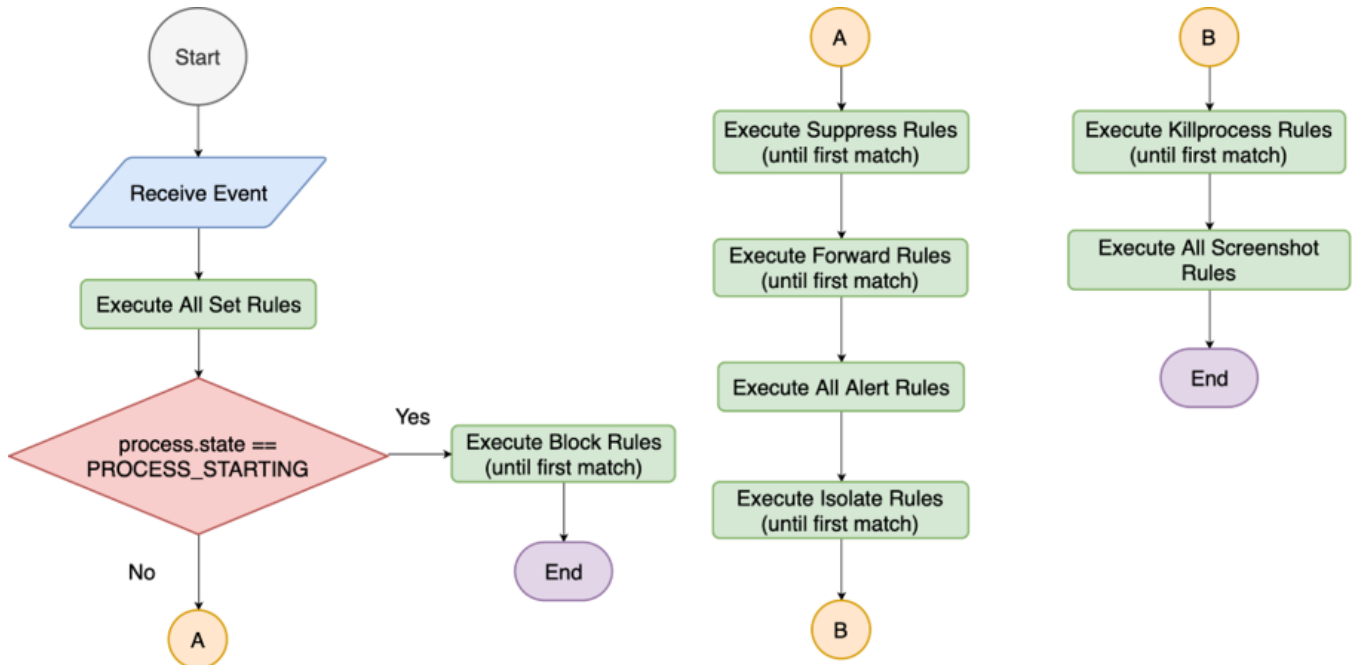 Start
Receive Event
Execute All Set Rules
process.state ==
PROCESS_STARTING
Yes
Execute Block Rules
(until first match)
End
No
A
A
Execute Suppress Rules
(until first match)
Execute Forward Rules
(until first match)
Execute All Alert Rules
Execute Isolate Rules
(until first match)
B
B
Execute Killprocess Rules
(until first match)
Execute All Screenshot
Rules
End